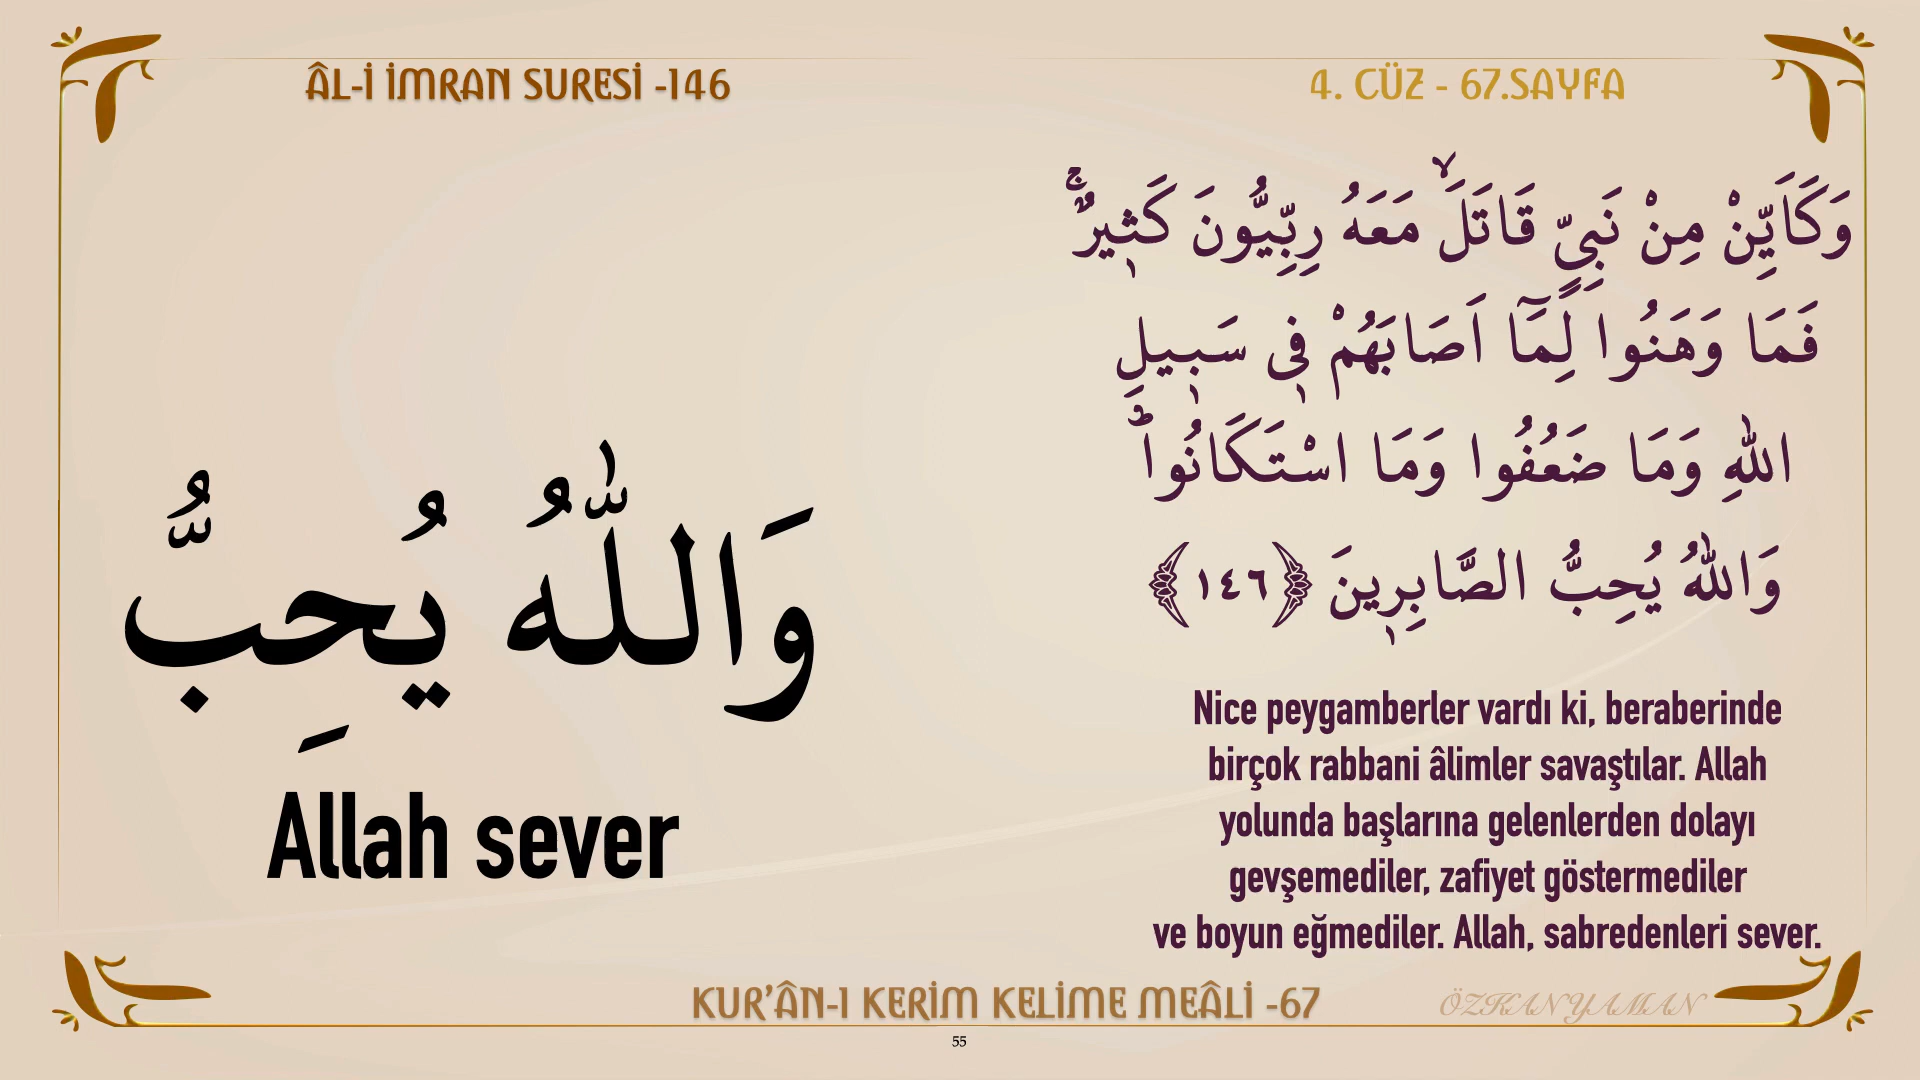 ÂL-İ İMRAN SURESİ -146
4. CÜZ - 67.SAYFA
وَكَاَيِّنْ مِنْ نَبِيٍّ قَاتَلَۙ مَعَهُ رِبِّيُّونَ كَثٖيرٌۚ
فَمَا وَهَنُوا لِمَٓا اَصَابَهُمْ فٖي سَبٖيلِ
اللّٰهِ وَمَا ضَعُفُوا وَمَا اسْتَكَانُواؕ
وَاللّٰهُ يُحِبُّ الصَّابِرٖينَ ﴿١٤٦﴾
وَاللّٰهُ يُحِبُّ
Allah sever
Nice peygamberler vardı ki, beraberinde
birçok rabbani âlimler savaştılar. Allah
yolunda başlarına gelenlerden dolayı
gevşemediler, zafiyet göstermediler
ve boyun eğmediler. Allah, sabredenleri sever.
KUR'ÂN-I KERİM KELİME MEÂLİ -67
ÖZKAN YAMAN
55